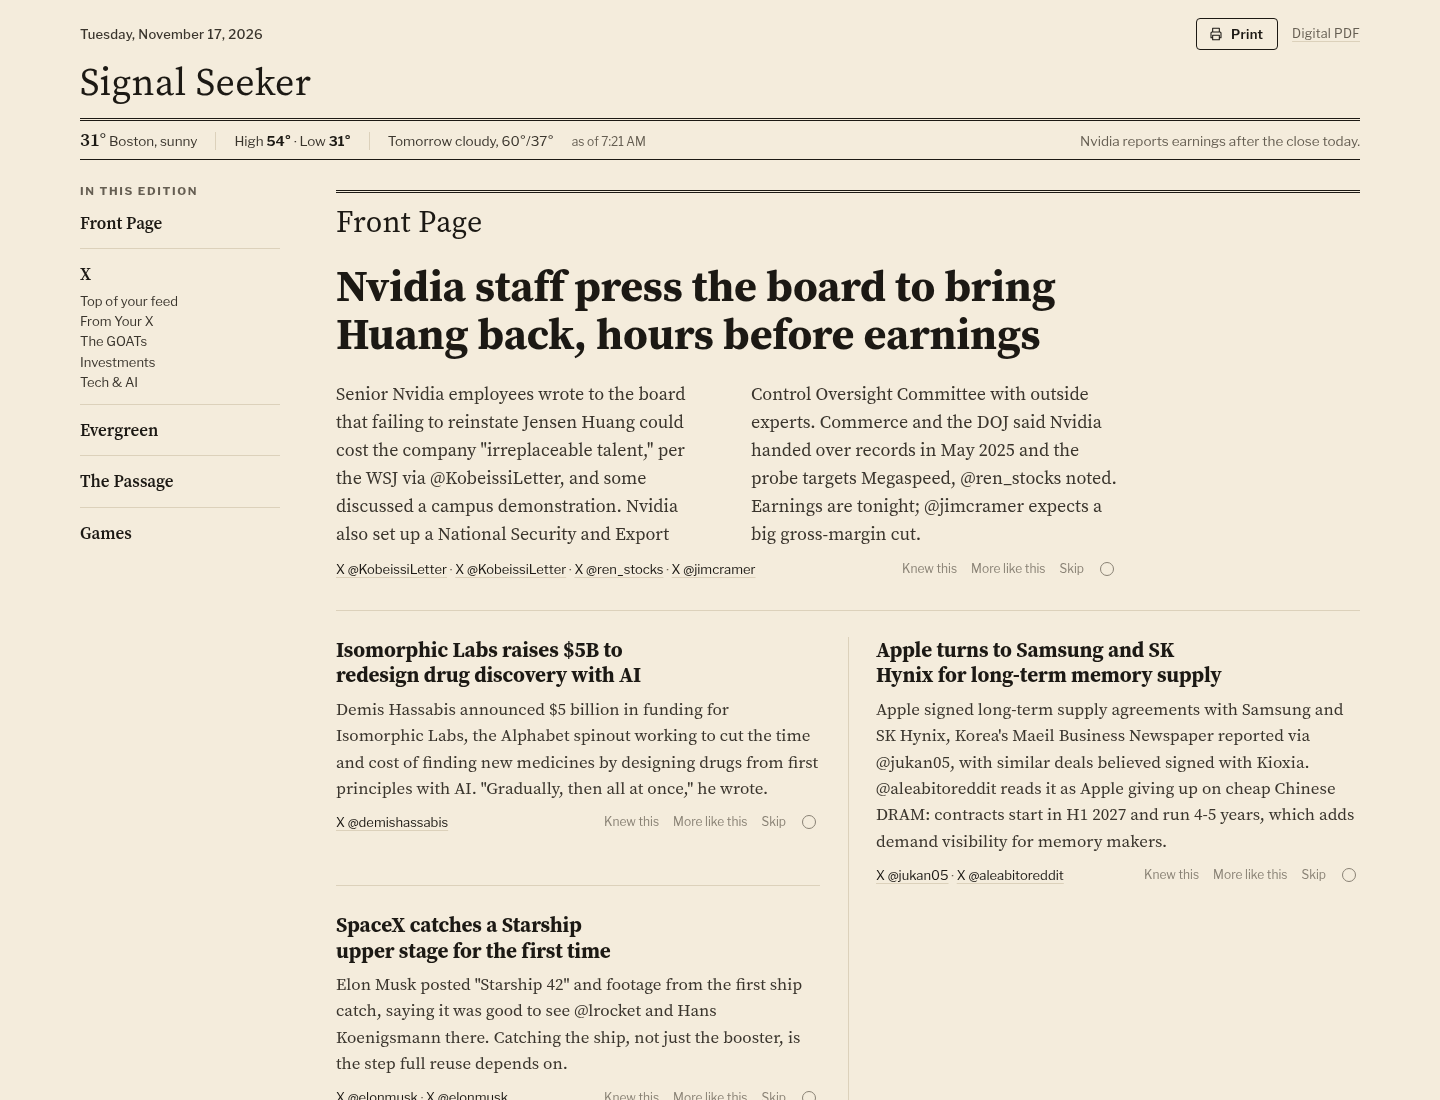 Tuesday, November 17, 2026
Print
Digital PDF
Signal Seeker
31° Boston, sunny
High 54° · Low 31°
Tomorrow cloudy, 60°/37°
as of 7:21 AM
Nvidia reports earnings after the close today.
IN THIS EDITION
Front Page
X
Top of your feed
From Your X
The GOATs
Investments
Tech & AI
Evergreen
The Passage
Games
Front Page
Nvidia staff press the board to bring
Huang back, hours before earnings
Senior Nvidia employees wrote to the board
that failing to reinstate Jensen Huang could
cost the company "irreplaceable talent," per
the WSJ via @KobeissiLetter, and some
discussed a campus demonstration. Nvidia
also set up a National Security and Export
Control Oversight Committee with outside
experts. Commerce and the DOJ said Nvidia
handed over records in May 2025 and the
probe targets Megaspeed, @ren_stocks noted.
Earnings are tonight; @jimcramer expects a
big gross-margin cut.
X @KobeissiLetter · X @KobeissiLetter · X @ren_stocks · X @jimcramer
Knew this More like this Skip
Isomorphic Labs raises $5B to
redesign drug discovery with AI
Demis Hassabis announced $5 billion in funding for
Isomorphic Labs, the Alphabet spinout working to cut the time
and cost of finding new medicines by designing drugs from first
principles with AI. "Gradually, then all at once," he wrote.
X @demishassabis
Knew this More like this Skip
SpaceX catches a Starship
upper stage for the first time
Elon Musk posted "Starship 42" and footage from the first ship
catch, saying it was good to see @lrocket and Hans
Koenigsmann there. Catching the ship, not just the booster, is
the step full reuse depends on.
X @elonmusk · X @elonmusk
Knew this More like this Skip
Apple turns to Samsung and SK
Hynix for long-term memory supply
Apple signed long-term supply agreements with Samsung and
SK Hynix, Korea's Maeil Business Newspaper reported via
@jukan05, with similar deals believed signed with Kioxia.
@aleabitoreddit reads it as Apple giving up on cheap Chinese
DRAM: contracts start in H1 2027 and run 4-5 years, which adds
demand visibility for memory makers.
X @jukan05 · X @aleabitoreddit
Knew this More like this Skip